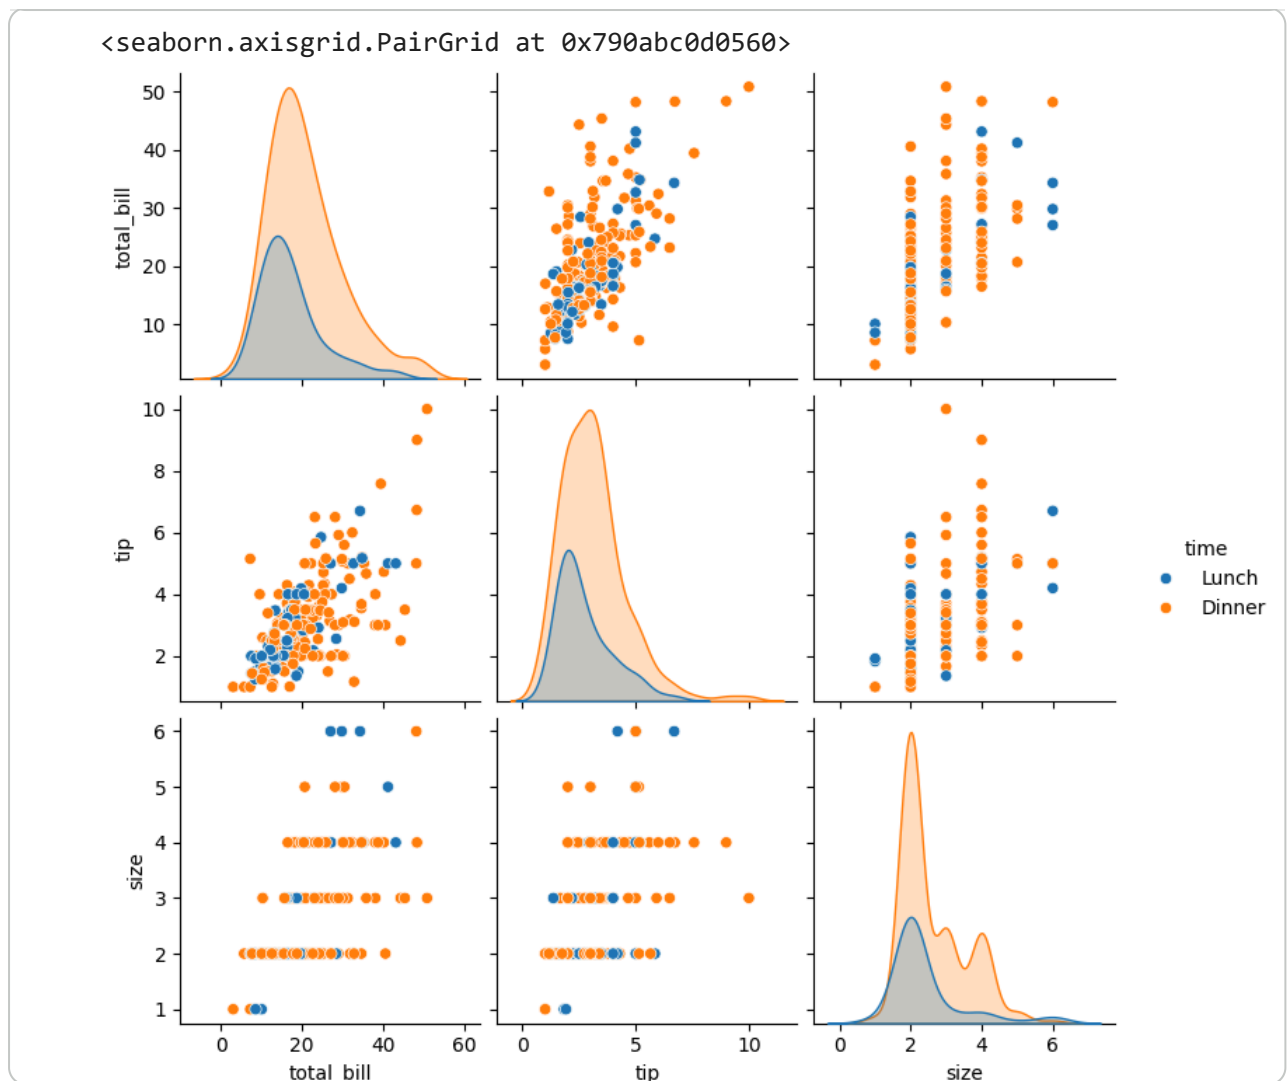 <seaborn.axisgrid.PairGrid at 0x790abc0d0560>
50
40
30
20
10
total_bill
10
8
6
4
2
tip
time
Lunch
Dinner
6
5
4
3
2
1
size
0 20 40 60
0 5 10
0 2 4 6
total_bill
tip
size